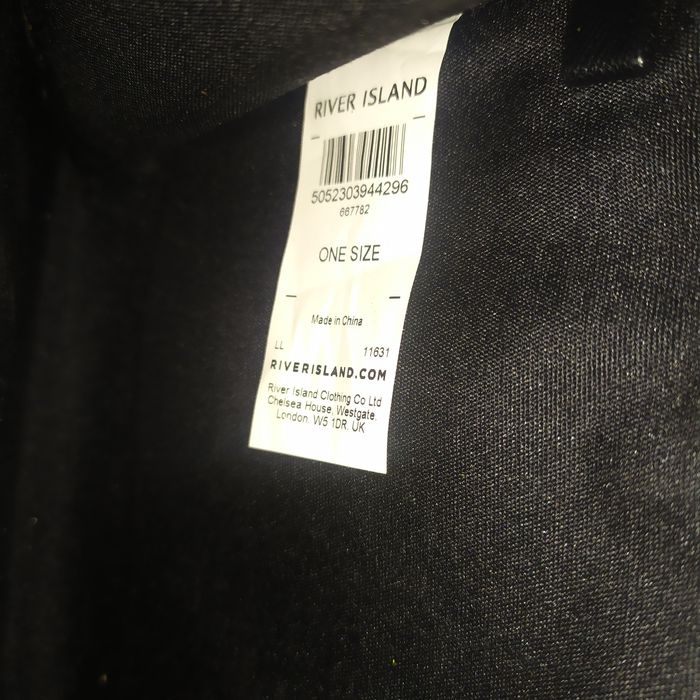 RIVER ISLAND
5052303944296
667782
ONE SIZE
Made in China
LL 11631
RIVERISLAND.COM
River Island Clothing Co Ltd
Chelsea House, Westgate
London. W5 1DR. UK